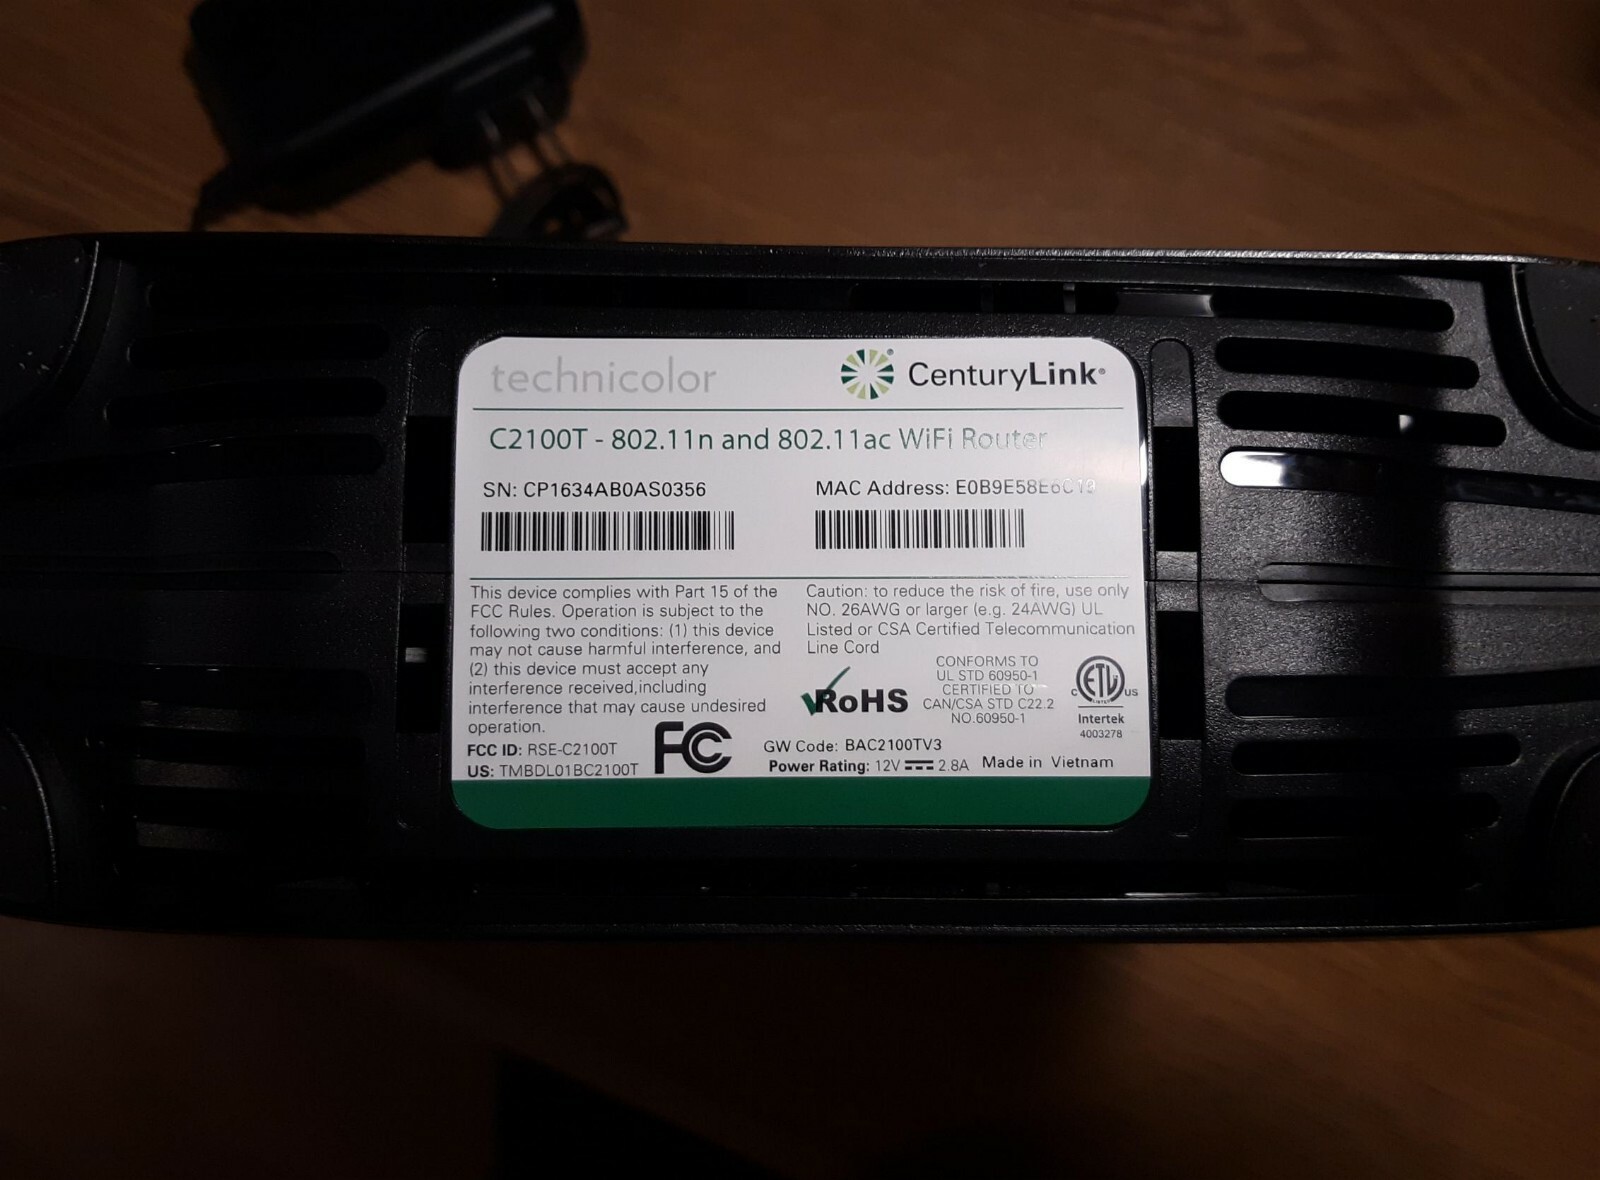 technicolor CenturyLink®
C2100T - 802.11n and 802.11ac WiFi Router
SN: CP1634AB0AS0356 MAC Address:
This device complies with Part 15 of the
FCC Rules. Operation is subject to the
following two conditions: (1) this device
may not cause harmful interference, and
(2) this device must accept any
interference received,including
interference that may cause undesired
operation.
FCC ID: RSE-C2100T
US: TMBDL01BC2100T
FC
Caution: to reduce the risk of fire, use only
NO. 26AWG or larger (e.g. 24AWG) UL
Listed or CSA Certified Telecommunication
Line Cord
RoHS
CONFORMS TO
UL STD 60950-1
CERTIFIED TO
CAN/CSA STD C22.2
NO.60950-1
C ETL US
LISTED
Intertek
4003278
GW Code: BAC2100TV3
Power Rating: 12V 2.8A Made in Vietnam